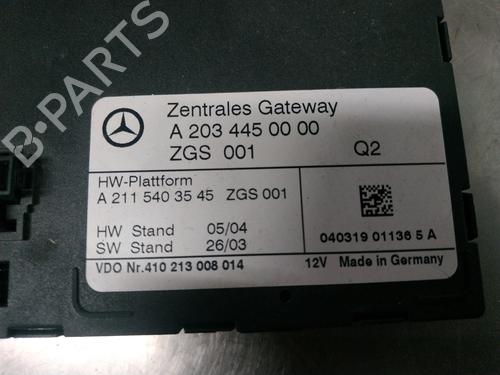 Zentrales Gateway
A 203 445 00 00
ZGS 001 Q2
HW-Plattform
A 211 540 35 45 ZGS 001
HW Stand 05/04
SW Stand 26/03
040319 01136 5 A
VDO Nr.410 213 008 014 12V Made in Germany
B-PARTS